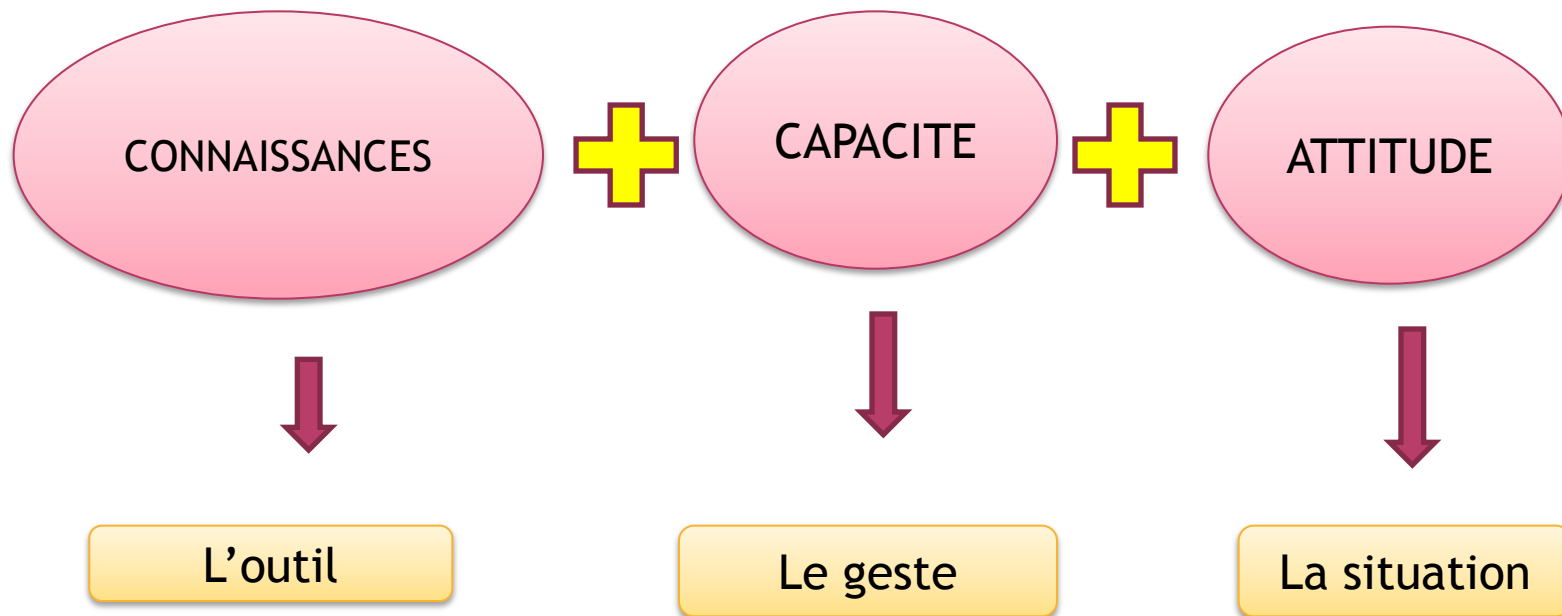 CONNAISSANCES
CAPACITE
ATTITUDE
L’outil
Le geste
La situation